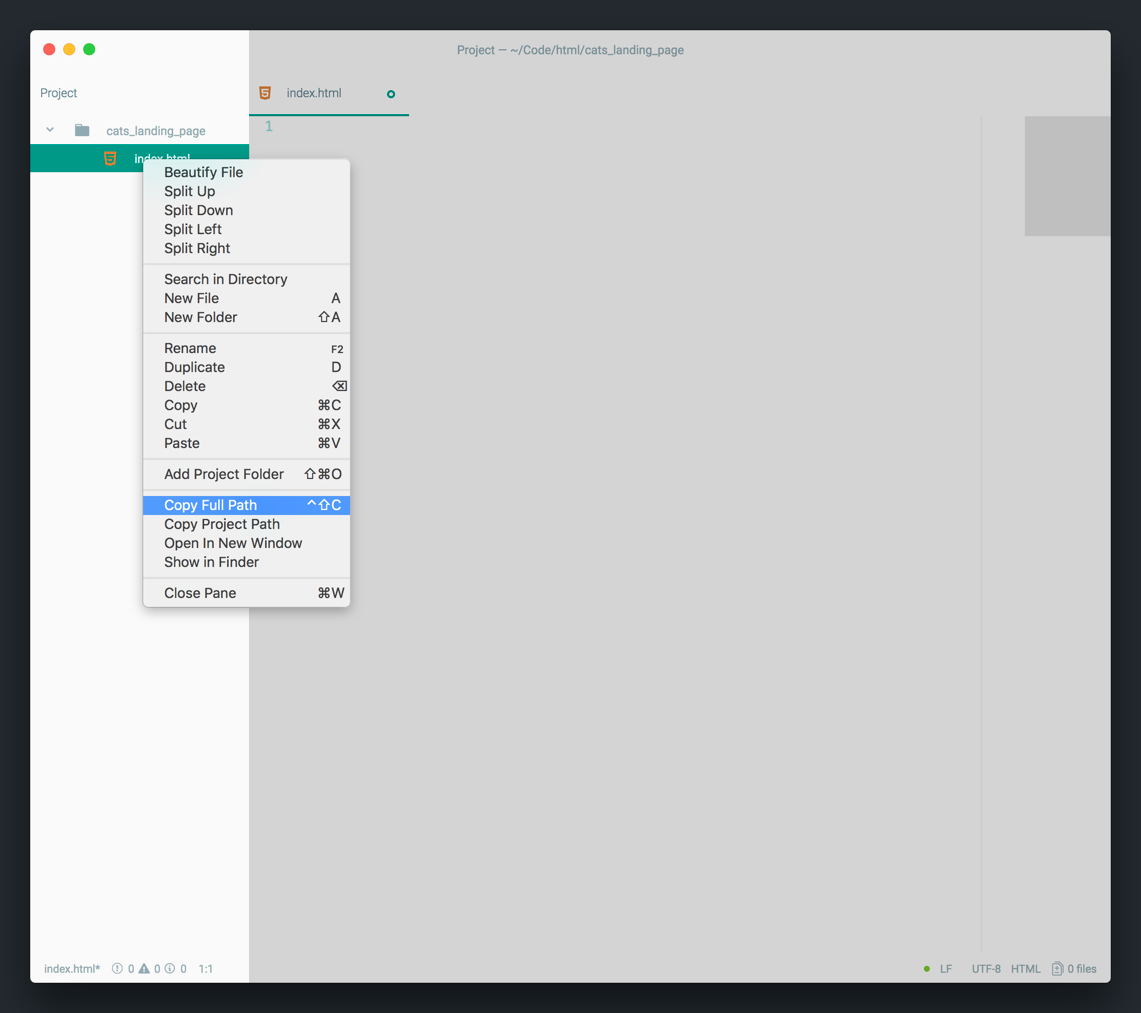 Project — ~/Code/html/cats_landing_page
Project
index.html
cats_landing_page
1
index.html
Beautify File
Split Up
Split Down
Split Left
Split Right
Search in Directory
New File A
New Folder ⇧A
Rename F2
Duplicate D
Delete ⌫
Copy ⌘C
Cut ⌘X
Paste ⌘V
Add Project Folder ⇧⌘O
Copy Full Path ^⇧C
Copy Project Path
Open In New Window
Show in Finder
Close Pane ⌘W
index.html* 0 0 0 1:1 LF UTF-8 HTML 0 files